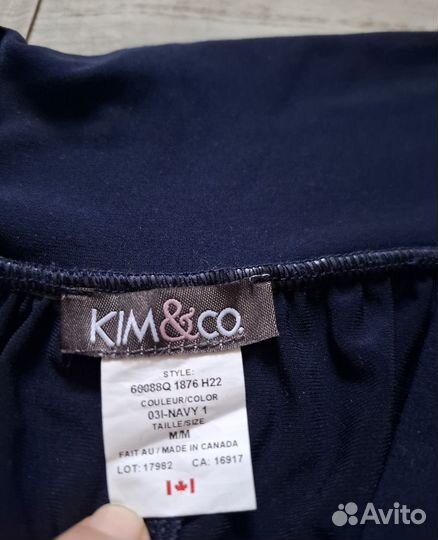 KIM&CO.
STYLE:
60088Q 1876 H22
COULEUR/COLOR
03I-NAVY 1
TAILLE/SIZE
M/M
FAIT AU / MADE IN CANADA
LOT: 17982 CA: 16917
Avito